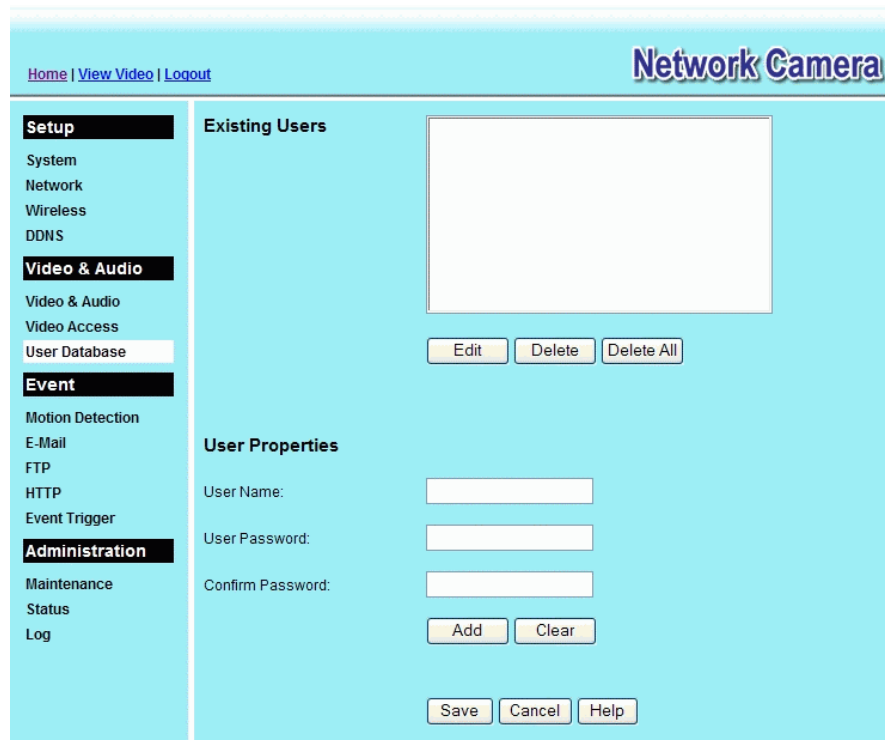 Network Camera
Home | View Video | Logout
Setup
System
Network
Wireless
DDNS
Video & Audio
Video & Audio
Video Access
User Database
Event
Motion Detection
E-Mail
FTP
HTTP
Event Trigger
Administration
Maintenance
Status
Log
Existing Users
Edit Delete Delete All
User Properties
User Name:
User Password:
Confirm Password:
Add Clear
Save Cancel Help